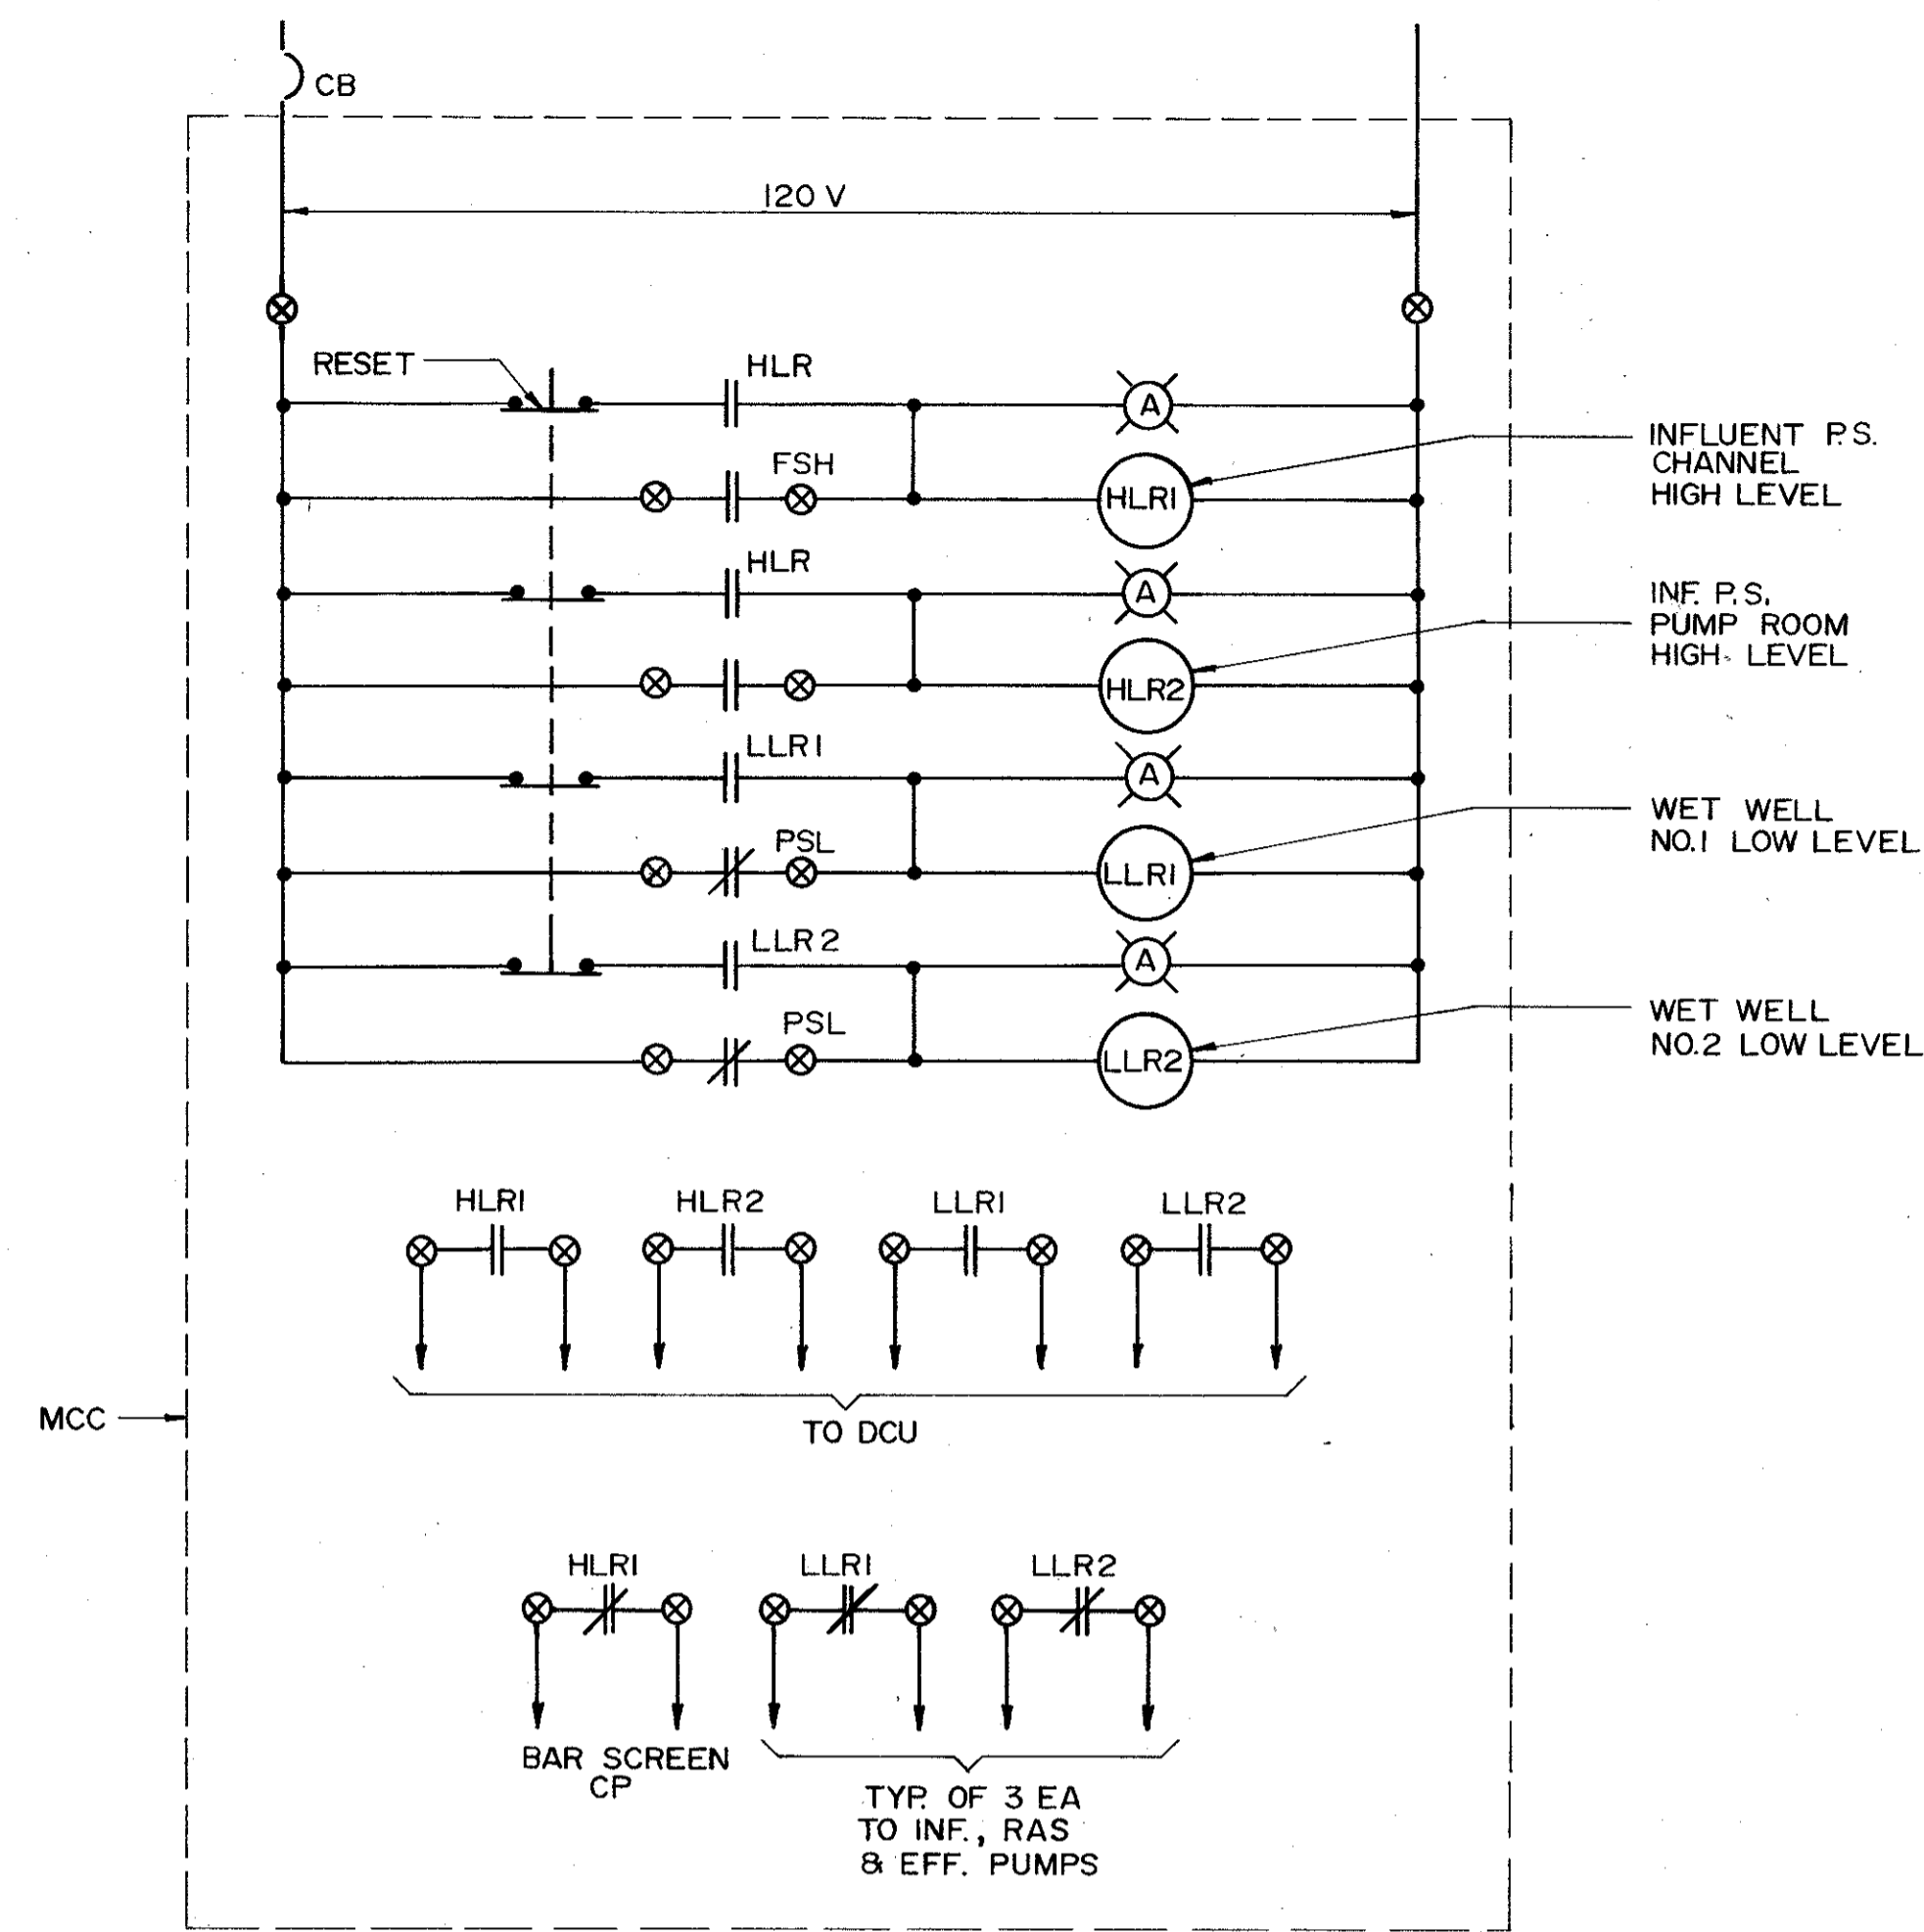 CB
120 V
RESET
HLR
A
INFLUENT P.S.
CHANNEL
HIGH LEVEL
FSH
HLR1
HLR
A
INF. P.S.
PUMP ROOM
HIGH LEVEL
HLR2
LLR1
A
WET WELL
NO.1 LOW LEVEL
PSL
LLR1
LLR2
A
WET WELL
NO.2 LOW LEVEL
PSL
LLR2
HLR1 HLR2 LLR1 LLR2
TO DCU
MCC
HLR1 LLR1 LLR2
BAR SCREEN
CP
TYP. OF 3 EA
TO INF., RAS
& EFF. PUMPS